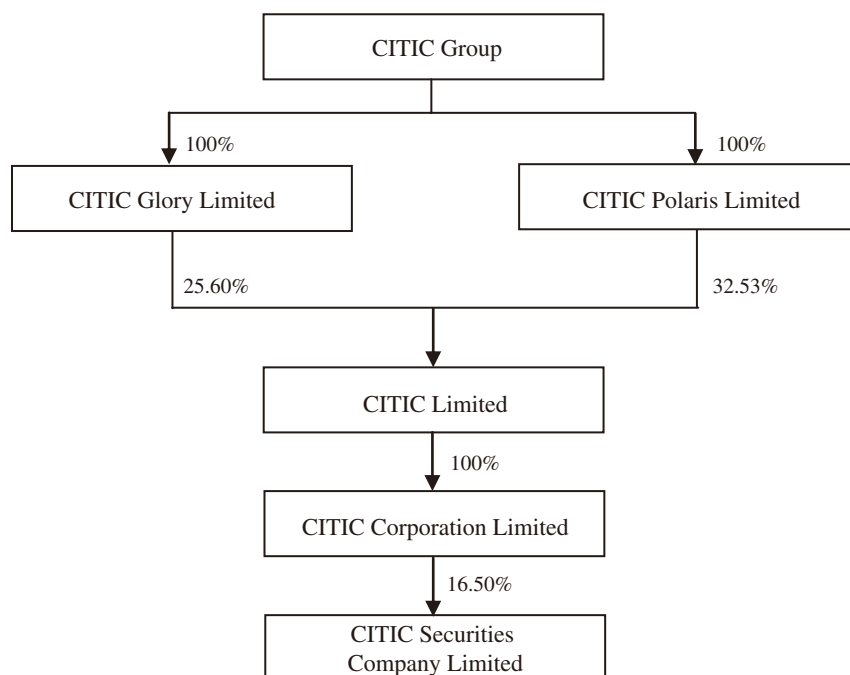 CITIC Group
100%
100%
CITIC Glory Limited
CITIC Polaris Limited
25.60%
32.53%
CITIC Limited
100%
CITIC Corporation Limited
16.50%
CITIC Securities
Company Limited